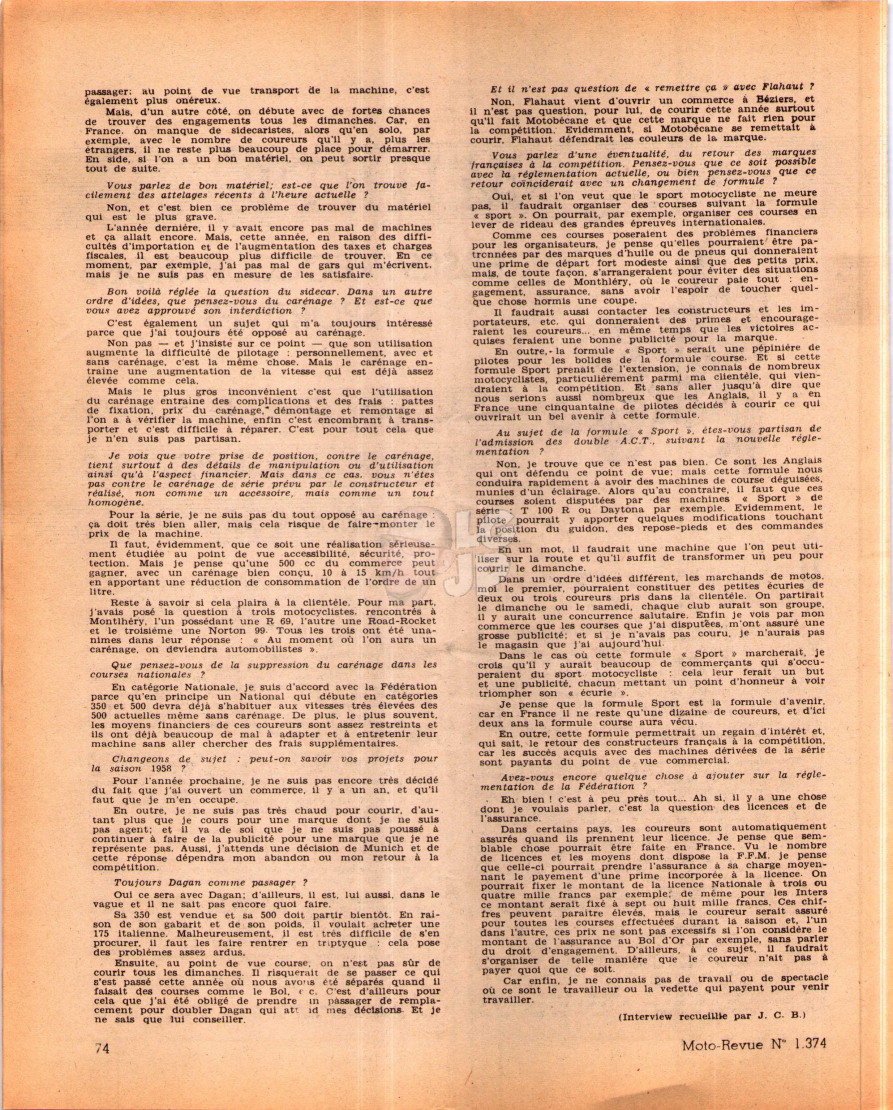 passager; au point de vue transport de la machine, c'est
également plus onéreux.
Mais, d'un autre côté, on débute avec de fortes chances
de trouver des engagements tous les dimanches. Car, en
France, on manque de sidecaristes, alors qu'en solo, par
exemple, avec le nombre de coureurs qu'il y a, plus les
étrangers, il ne reste plus beaucoup de place pour démarrer.
En side, si l'on a un bon matériel, on peut sortir presque
tout de suite.
Vous parlez de bon matériel; est-ce que l'on trouve fa-
cilement des attelages récents à l'heure actuelle ?
Non, et c'est bien ce problème de trouver du matériel
qui est le plus grave.
L'année dernière, il y avait encore pas mal de machines
et ça allait encore. Mais, cette année, en raison des diffi-
cultés d'importation et de l'augmentation des taxes et charges
fiscales, il est beaucoup plus difficile de trouver. En ce
moment, par exemple, j'ai pas mal de gars qui m'écrivent,
mais je ne suis pas en mesure de les satisfaire.
Bon voilà réglée la question du sidecar. Dans un autre
ordre d'idées, que pensez-vous du carénage ? Et est-ce que
vous avez approuvé son interdiction ?
C'est également un sujet qui m'a toujours intéressé
parce que j'ai toujours été opposé au carénage.
Non pas — et j'insiste sur ce point — que son utilisation
augmente la difficulté de pilotage : personnellement, avec et
sans carénage, c'est la même chose. Mais le carénage en-
traîne une augmentation de la vitesse qui est déjà assez
élevée comme cela.
Mais le plus gros inconvénient c'est que l'utilisation
du carénage entraîne des complications et des frais : pattes
de fixation, prix du carénage, démontage et remontage si
l'on a à vérifier la machine, enfin c'est encombrant à trans-
porter et c'est difficile à réparer. C'est pour tout cela que
je n'en suis pas partisan.
Je vois que votre prise de position, contre le carénage,
tient surtout à des détails de manipulation ou d'utilisation
ainsi qu'à l'aspect financier. Mais dans ce cas, vous n'êtes
pas contre le carénage de série prévu par le constructeur et
réalisé, non comme un accessoire, mais comme un tout
homogène.
Pour la série, je ne suis pas du tout opposé au carénage :
ça doit très bien aller, mais cela risque de faire monter le
prix de la machine.
Il faut, évidemment, que ce soit une réalisation sérieuse-
ment étudiée au point de vue accessibilité, sécurité, pro-
tection. Mais je pense qu'une 500 cc du commerce peut
gagner, avec un carénage bien conçu, 10 à 15 km/h tout
en apportant une réduction de consommation de l'ordre de un
litre.
Reste à savoir si cela plaira à la clientèle. Pour ma part,
j'avais posé la question à trois motocyclistes, rencontrés à
Montlhéry, l'un possédant une R 69, l'autre une Road-Rocket
et le troisième une Norton 99. Tous les trois ont été una-
nimes dans leur réponse : « Au moment où l'on aura un
carénage, on deviendra automobilistes ».
Que pensez-vous de la suppression du carénage dans les
courses nationales ?
En catégorie Nationale, je suis d'accord avec la Fédération
parce qu'en principe un National qui débute en catégories
350 et 500 devra déjà s'habituer aux vitesses très élevées des
500 actuelles même sans carénage. De plus, le plus souvent,
les moyens financiers de ces coureurs sont assez restreints et
ils ont déjà beaucoup de mal à adapter et à entretenir leur
machine sans aller chercher des frais supplémentaires.
Changeons de sujet : peut-on savoir vos projets pour
la saison 1958 ?
Pour l'année prochaine, je ne suis pas encore très décidé
du fait que j'ai ouvert un commerce, il y a un an, et qu'il
faut que je m'en occupe.
En outre, je ne suis pas très chaud pour courir, d'au-
tant plus que je cours pour une marque dont je ne suis
pas agent; et il va de soi que je ne suis pas poussé à
continuer à faire de la publicité pour une marque que je ne
représente pas. Aussi, j'attends une décision de Munich et de
cette réponse dépendra mon abandon ou mon retour à la
compétition.
Toujours Dagan comme passager ?
Oui ce sera avec Dagan; d'ailleurs, il est, lui aussi, dans le
vague et il ne sait pas encore quoi faire.
Sa 350 est vendue et sa 500 doit partir bientôt. En rai-
son de son gabarit et de son poids, il voulait acheter une
175 italienne. Malheureusement, il est très difficile de s'en
procurer, il faut les faire rentrer en triptyque : cela pose
des problèmes assez ardus.
Ensuite, au point de vue course, on n'est pas sûr de
courir tous les dimanches. Il risquerait de se passer ce qui
s'est passé cette année où nous avons été séparés quand il
faisait des courses comme le Bol, c. C'est d'ailleurs pour
cela que j'ai été obligé de prendre un passager de rempla-
cement pour doubler Dagan qui att id mes décisions. Et je
ne sais que lui conseiller.
74
Et il n'est pas question de « remettre ça » avec Flahaut ?
Non, Flahaut vient d'ouvrir un commerce à Béziers, et
il n'est pas question, pour lui, de courir cette année surtout
qu'il fait Motobécane et que cette marque ne fait rien pour
la compétition. Evidemment, si Motobécane se remettait à
courir, Flahaut défendrait les couleurs de la marque.
Vous parlez d'une éventualité, du retour des marques
françaises à la compétition. Pensez-vous que ce soit possible
avec la réglementation actuelle, ou bien pensez-vous que ce
retour coïnciderait avec un changement de formule ?
Oui, et si l'on veut que le sport motocycliste ne meure
pas, il faudrait organiser des courses suivant la formule
« sport ». On pourrait, par exemple, organiser ces courses en
lever de rideau des grandes épreuves internationales.
Comme ces courses poseraient des problèmes financiers
pour les organisateurs, je pense qu'elles pourraient être pa-
tronnées par des marques d'huile ou de pneus qui donneraient
une prime de départ fort modeste ainsi que des petits prix,
mais, de toute façon, s'arrangeraient pour éviter des situations
comme celles de Monthléry, où le coureur paie tout : en-
gagement, assurance, sans avoir l'espoir de toucher quel-
que chose hormis une coupe.
Il faudrait aussi contacter les constructeurs et les im-
portateurs, etc. qui donneraient des primes et encourage-
raient les coureurs... en même temps que les victoires ac-
quises feraient une bonne publicité pour la marque.
En outre, la formule « Sport » serait une pépinière de
pilotes pour les bolides de la formule course. Et si cette
formule Sport prenait de l'extension, je connais de nombreux
motocyclistes, particulièrement parmi ma clientèle, qui vien-
draient à la compétition. Et sans aller jusqu'à dire que
nous serions aussi nombreux que les Anglais, il y a en
France une cinquantaine de pilotes décidés à courir ce qui
ouvrirait un bel avenir à cette formule.
Au sujet de la formule « Sport », êtes-vous partisan de
l'admission des double A.C.T., suivant la nouvelle régle-
mentation ?
Non, je trouve que ce n'est pas bien. Ce sont les Anglais
qui ont défendu ce point de vue; mais cette formule nous
conduira rapidement à avoir des machines de course déguisées,
munies d'un éclairage. Alors qu'au contraire, il faut que ces
courses soient disputées par des machines « Sport » de
série : T 100 R ou Daytona par exemple. Evidemment, le
pilote pourrait y apporter quelques modifications touchant
la position du guidon, des repose-pieds et des commandes
diverses.
En un mot, il faudrait une machine que l'on peut uti-
liser sur la route et qu'il suffit de transformer un peu pour
courir le dimanche.
Dans un ordre d'idées différent, les marchands de motos,
moi le premier, pourraient constituer des petites écuries de
deux ou trois coureurs pris dans la clientèle. On partirait
le dimanche ou le samedi, chaque club aurait son groupe,
il y aurait une concurrence salutaire. Enfin je vois par mon
commerce que les courses que j'ai disputées, m'ont assuré une
grosse publicité; et si je n'avais pas couru, je n'aurais pas
le magasin que j'ai aujourd'hui.
Dans le cas où cette formule « Sport » marcherait, je
crois qu'il y aurait beaucoup de commerçants qui s'occu-
peraient du sport motocycliste : cela leur ferait un but
et une publicité, chacun mettant un point d'honneur à voir
triompher son « écurie ».
Je pense que la formule Sport est la formule d'avenir,
car en France il ne reste qu'une dizaine de coureurs, et d'ici
deux ans la formule course aura vécu.
En outre, cette formule permettrait un regain d'intérêt et,
qui sait, le retour des constructeurs français à la compétition,
car les succès acquis avec des machines dérivées de la série
sont payants du point de vue commercial.
Avez-vous encore quelque chose à ajouter sur la régle-
mentation de la Fédération ?
Eh bien ! c'est à peu près tout... Ah si, il y a une chose
dont je voulais parler, c'est la question des licences et de
l'assurance.
Dans certains pays, les coureurs sont automatiquement
assurés quand ils prennent leur licence. Je pense que sem-
blable chose pourrait être faite en France. Vu le nombre
de licences et les moyens dont dispose la F.F.M. je pense
que celle-ci pourrait prendre l'assurance à sa charge moyen-
nant le payement d'une prime incorporée à la licence. On
pourrait fixer le montant de la licence Nationale à trois ou
quatre mille francs par exemple; de même pour les Inters
ce montant serait fixé à sept ou huit mille francs. Ces chif-
fres peuvent paraître élevés, mais le coureur serait assuré
pour toutes les courses effectuées durant la saison et, l'un
dans l'autre, ces prix ne sont pas excessifs si l'on considère le
montant de l'assurance au Bol d'Or par exemple, sans parler
du droit d'engagement. D'ailleurs, à ce sujet, il faudrait
s'organiser de telle manière que le coureur n'ait pas à
payer quoi que ce soit.
Car enfin, je ne connais pas de travail ou de spectacle
où ce sont le travailleur ou la vedette qui payent pour venir
travailler.
(Interview recueillie par J. C. B.)
Moto-Revue N° 1.374